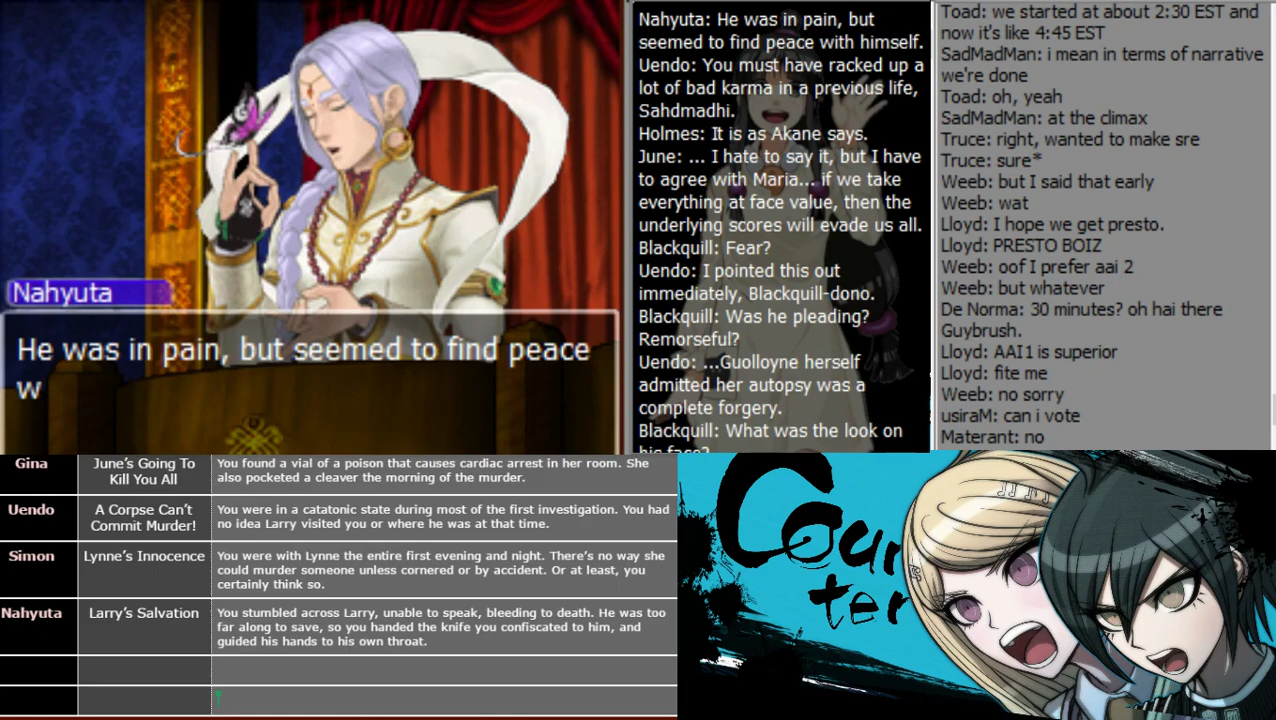 Nahyuta
He was in pain, but seemed to find peace
w
Nahyuta: He was in pain, but
seemed to find peace with himself.
Uendo: You must have racked up a
lot of bad karma in a previous life,
Sahdmadhi.
Holmes: It is as Akane says.
June: ... I hate to say it, but I have
to agree with Maria... if we take
everything at face value, then the
underlying scores will evade us all.
Blackquill: Fear?
Uendo: I pointed this out
immediately, Blackquill-dono.
Blackquill: Was he pleading?
Remorseful?
Uendo: ...Guolloyne herself
admitted her autopsy was a
complete forgery.
Blackquill: What was the look on
his face?
Toad: we started at about 2:30 EST and
now it's like 4:45 EST
SadMadMan: i mean in terms of narrative
we're done
Toad: oh, yeah
SadMadMan: at the climax
Truce: right, wanted to make sre
Truce: sure*
Weeb: but I said that early
Weeb: wat
Lloyd: I hope we get presto.
Lloyd: PRESTO BOIZ
Weeb: oof I prefer aai 2
Weeb: but whatever
De Norma: 30 minutes? oh hai there
Guybrush.
Lloyd: AAI1 is superior
Lloyd: fite me
Weeb: no sorry
usiraM: can i vote
Materant: no
Gina
June's Going To
Kill You All
You found a vial of a poison that causes cardiac arrest in her room. She
also pocketed a cleaver the morning of the murder.
Uendo
A Corpse Can't
Commit Murder!
You were in a catatonic state during most of the first investigation. You had
no idea Larry visited you or where he was at that time.
Simon
Lynne's Innocence
You were with Lynne the entire first evening and night. There's no way she
could murder someone unless cornered or by accident. Or at least, you
certainly think so.
Nahyuta
Larry's Salvation
You stumbled across Larry, unable to speak, bleeding to death. He was too
far along to save, so you handed the knife you confiscated to him, and
guided his hands to his own throat.
Coun
ter